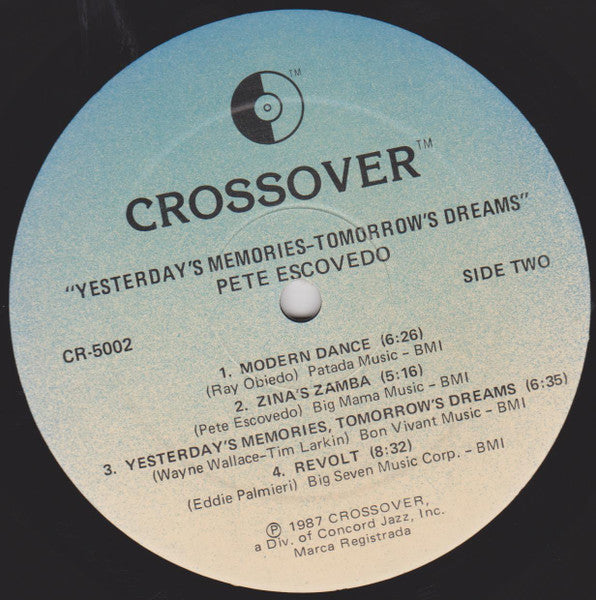 TM
CROSSOVER™
"YESTERDAY'S MEMORIES-TOMORROW'S DREAMS"
PETE ESCOVEDO
SIDE TWO
CR-5002
1. MODERN DANCE (6:26)
(Ray Obiedo) Patada Music – BMI
2. ZINA'S ZAMBA (5:16)
(Pete Escovedo) Big Mama Music – BMI
3. YESTERDAY'S MEMORIES, TOMORROW'S DREAMS (6:35)
(Wayne Wallace–Tim Larkin) Bon Vivant Music – BMI
4. REVOLT (8:32)
(Eddie Palmieri) Big Seven Music Corp. – BMI
℗ 1987 CROSSOVER,
a Div. of Concord Jazz, Inc.
Marca Registrada